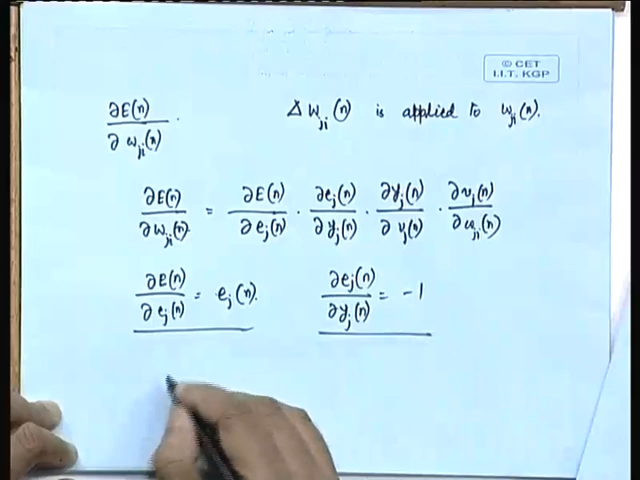 © CET
I.I.T. KGP
∂E(n) / ∂w_ji(n) . Δw_ji(n) is applied to w_ji(n).
∂E(n) / ∂w_ji(n) = ∂E(n) / ∂e_j(n) · ∂e_j(n) / ∂y_j(n) · ∂y_j(n) / ∂v_j(n) · ∂v_j(n) / ∂w_ji(n)
∂E(n) / ∂e_j(n) = e_j(n). ∂e_j(n) / ∂y_j(n) = -1